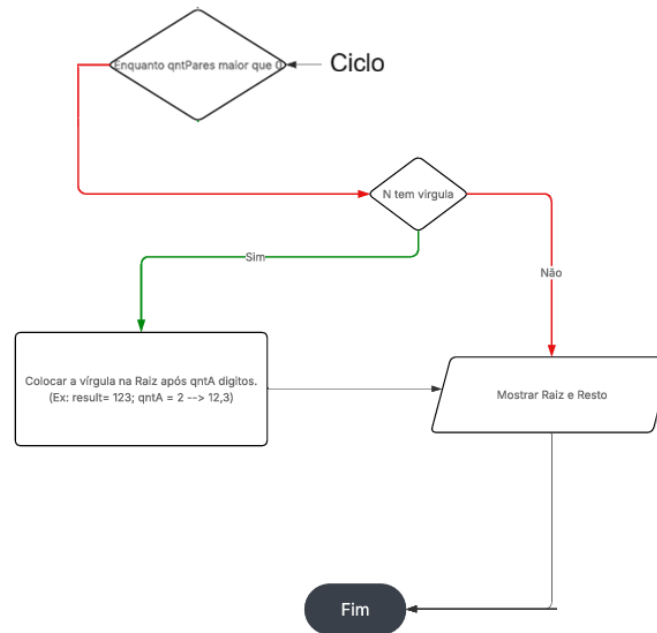 Enquanto qntPares maior que 0
Ciclo
N tem virgula
Sim
Não
Colocar a vírgula na Raiz após qntA digitos.
(Ex: result= 123; qntA = 2 --> 12,3)
Mostrar Raiz e Resto
Fim